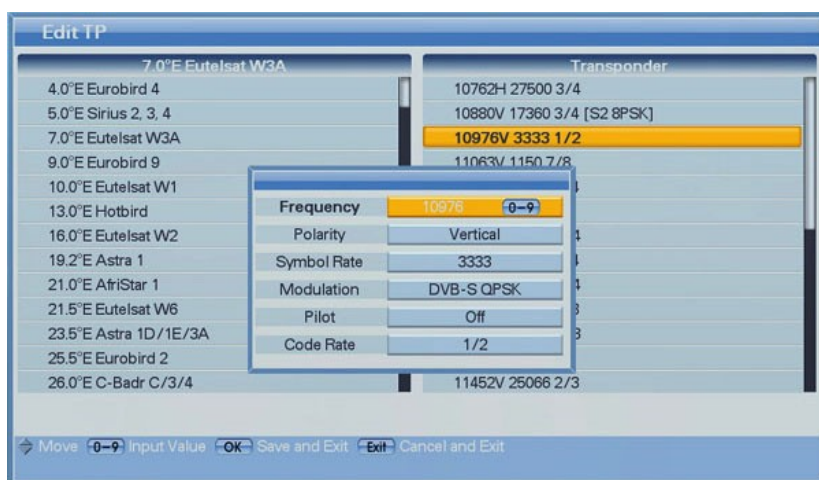 Edit TP
7.0°E Eutelsat W3A
4.0°E Eurobird 4
5.0°E Sirius 2, 3, 4
7.0°E Eutelsat W3A
9.0°E Eurobird 9
10.0°E Eutelsat W1
13.0°E Hotbird
16.0°E Eutelsat W2
19.2°E Astra 1
21.0°E AfriStar 1
21.5°E Eutelsat W6
23.5°E Astra 1D/1E/3A
25.5°E Eurobird 2
26.0°E C-Badr C/3/4
Transponder
10762H 27500 3/4
10880V 17360 3/4 [S2 8PSK]
10976V 3333 1/2
11063V 1150 7/8
11452V 25066 2/3
Frequency 10976 0-9
Polarity Vertical
Symbol Rate 3333
Modulation DVB-S QPSK
Pilot Off
Code Rate 1/2
Move 0-9 Input Value OK Save and Exit Exit Cancel and Exit